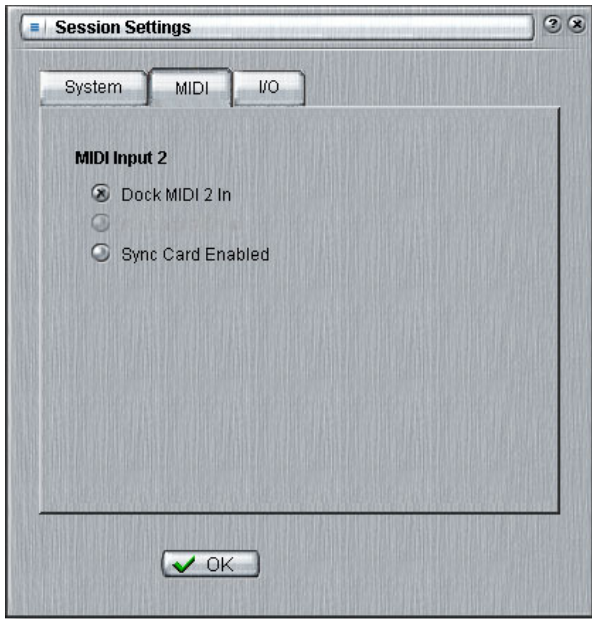 Session Settings
?
System
MIDI
I/O
MIDI Input 2
Dock MIDI 2 In
Sync Card Enabled
OK